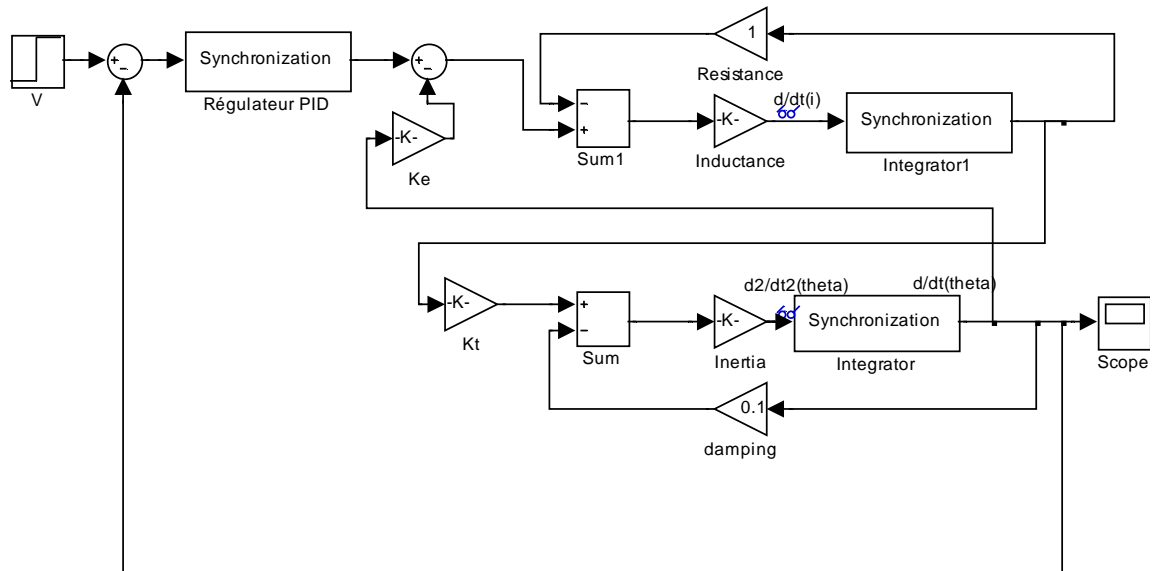 1
Synchronization
Resistance
V
Régulateur PID
d/dt(i)
-K-
-K-
Synchronization
Ke
Sum1
Inductance
Integrator1
d2/dt2(theta)
d/dt(theta)
-K-
-K-
Synchronization
Kt
Sum
Inertia
Integrator
Scope
0.1
damping